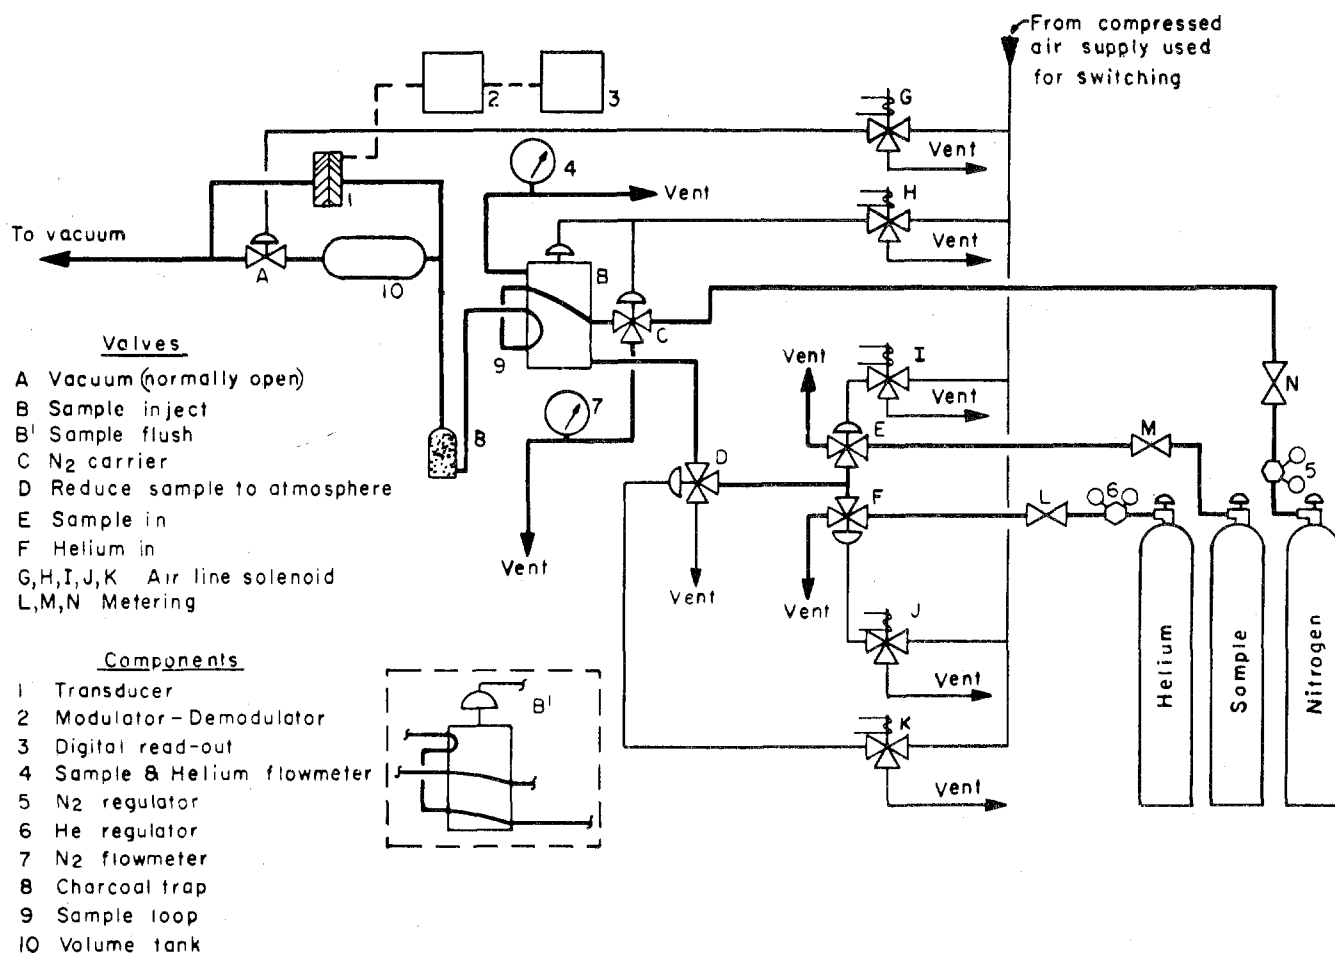 From compressed
air supply used
for switching
2
3
G
4
Vent
Vent
1
H
To vacuum
Vent
A
10
B
C
9
Valves
A Vacuum (normally open)
B Sample inject
B' Sample flush
C N2 carrier
D Reduce sample to atmosphere
E Sample in
F Helium in
G,H,I,J,K Air line solenoid
L,M,N Metering
7
8
Vent
I
Vent
N
E
M
D
5
6
F
L
Vent
Vent
Vent
J
Vent
K
Vent
Helium
Somple
Nitrogen
Components
1 Transducer
2 Modulator-Demodulator
3 Digital read-out
4 Sample & Helium flowmeter
5 N2 regulator
6 He regulator
7 N2 flowmeter
8 Charcoal trap
9 Sample loop
10 Volume tank
B'